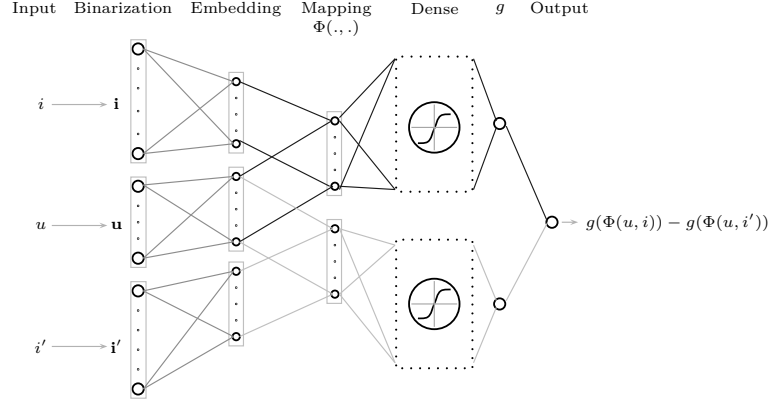 Input Binarization Embedding Mapping Dense g Output
Φ(., .)
i i
u u
g(Φ(u, i)) − g(Φ(u, i′))
i′ i′